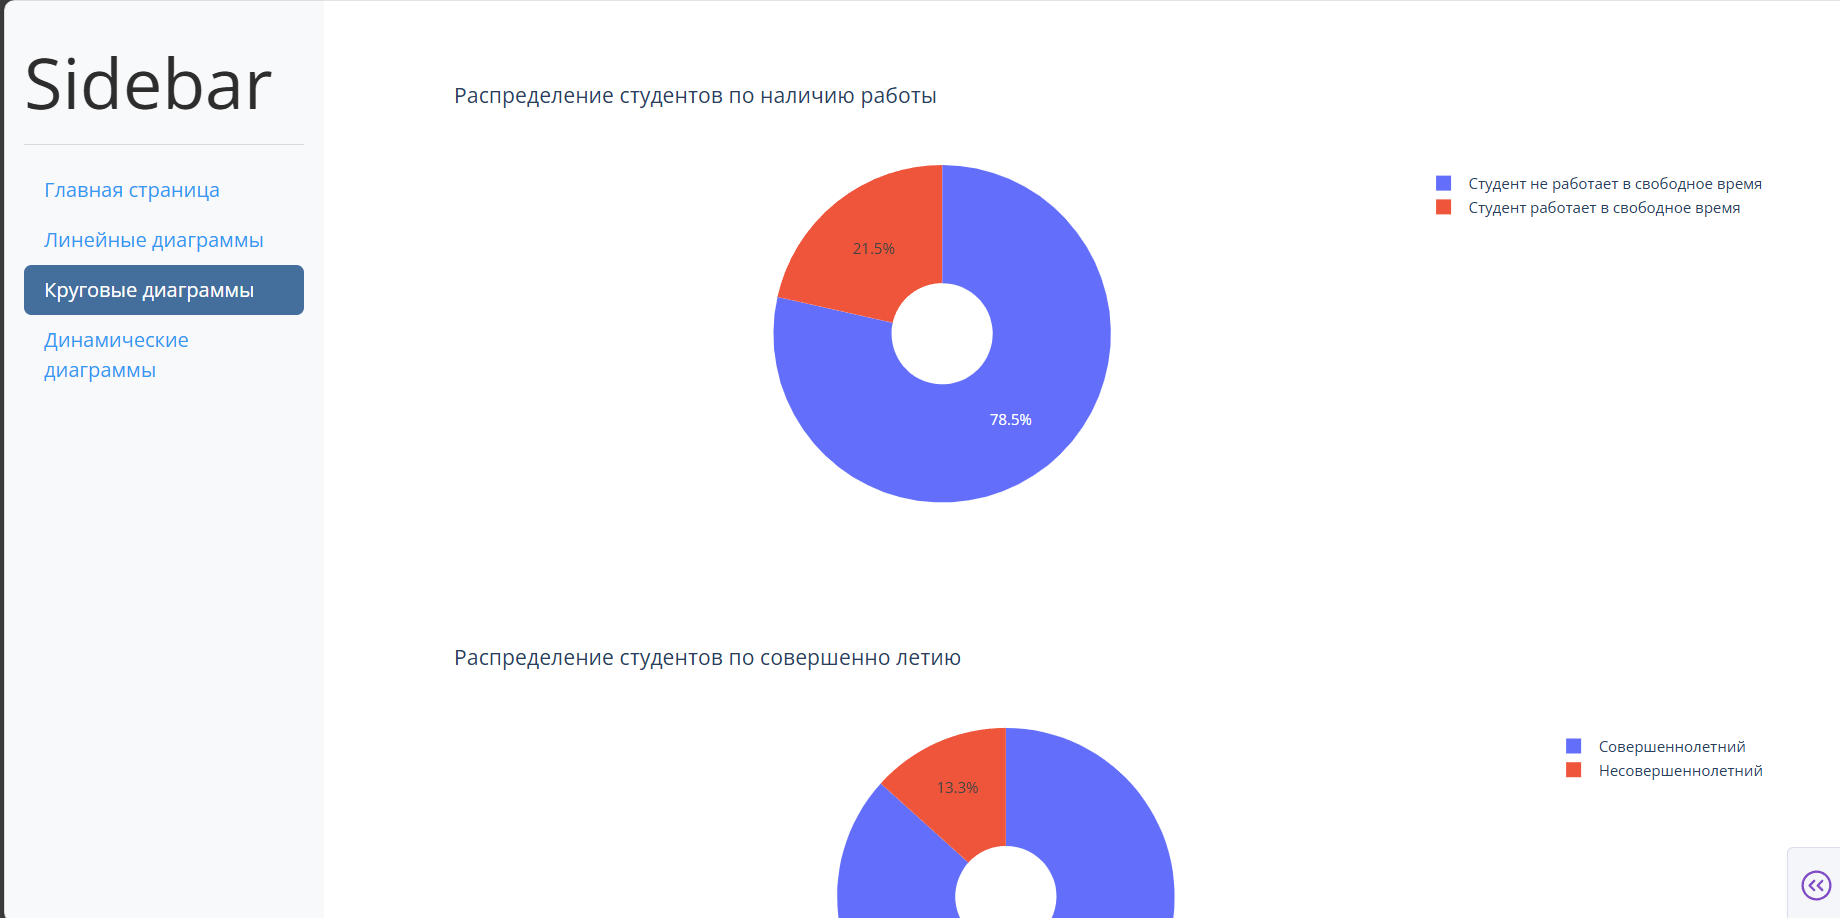 Sidebar
Главная страница
Линейные диаграммы
Круговые диаграммы
Динамические
диаграммы
Распределение студентов по наличию работы
21.5%
78.5%
Студент не работает в свободное время
Студент работает в свободное время
Распределение студентов по совершенно летию
13.3%
Совершеннолетний
Несовершеннолетний